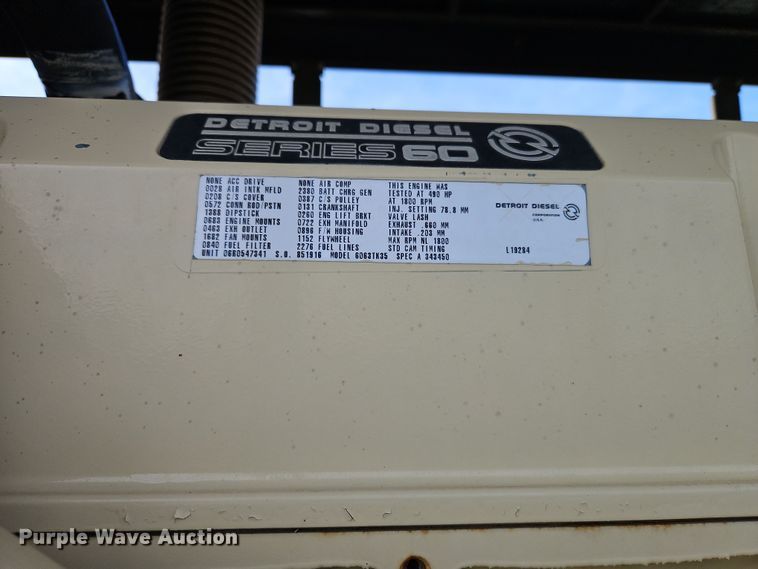 DETROIT DIESEL
SERIES 60
NONE ACC DRIVE NONE AIR COMP THIS ENGINE WAS
0028 AIR INTK MFLD 2380 BATT CHRG GEN TESTED AT 490 HP
0208 C/S COVER 0387 C/S PULLEY AT 1800 RPM
0572 CONN ROD/PSTN 0131 CRANKSHAFT INJ. SETTING 78.8 MM
1388 DIPSTICK 0260 ENG LIFT BRKT VALVE LASH
0683 ENGINE MOUNTS 0722 EXH MANIFOLD EXHAUST .660 MM
0463 EXH OUTLET 0896 F/W HOUSING INTAKE .203 MM
1682 FAN MOUNTS 1152 FLYWHEEL MAX RPM NL 1800
0840 FUEL FILTER 2276 FUEL LINES STD CAM TIMING
UNIT 06R0547341 S.O. 851916 MODEL 6063TK35 SPEC A 343450
DETROIT DIESEL
CORPORATION
U.S.A.
L19284
Purple Wave Auction